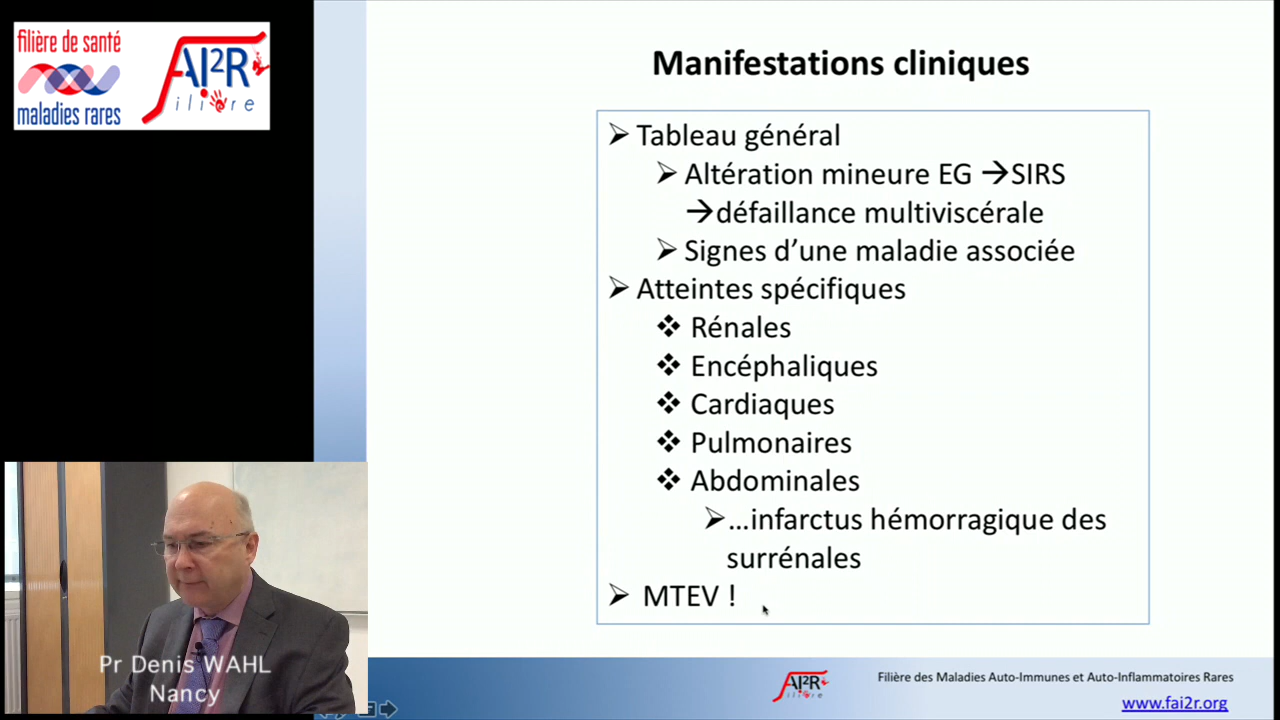 filière de santé
maladies rares
FAI²R
filière
Manifestations cliniques
➢ Tableau général
➢ Altération mineure EG →SIRS
→défaillance multiviscérale
➢ Signes d’une maladie associée
➢ Atteintes spécifiques
❖ Rénales
❖ Encéphaliques
❖ Cardiaques
❖ Pulmonaires
❖ Abdominales
➢ …infarctus hémorragique des
surrénales
➢ MTEV !
Pr Denis WAHL
Nancy
FAI²R
filière
Filière des Maladies Auto-Immunes et Auto-Inflammatoires Rares
www.fai2r.org